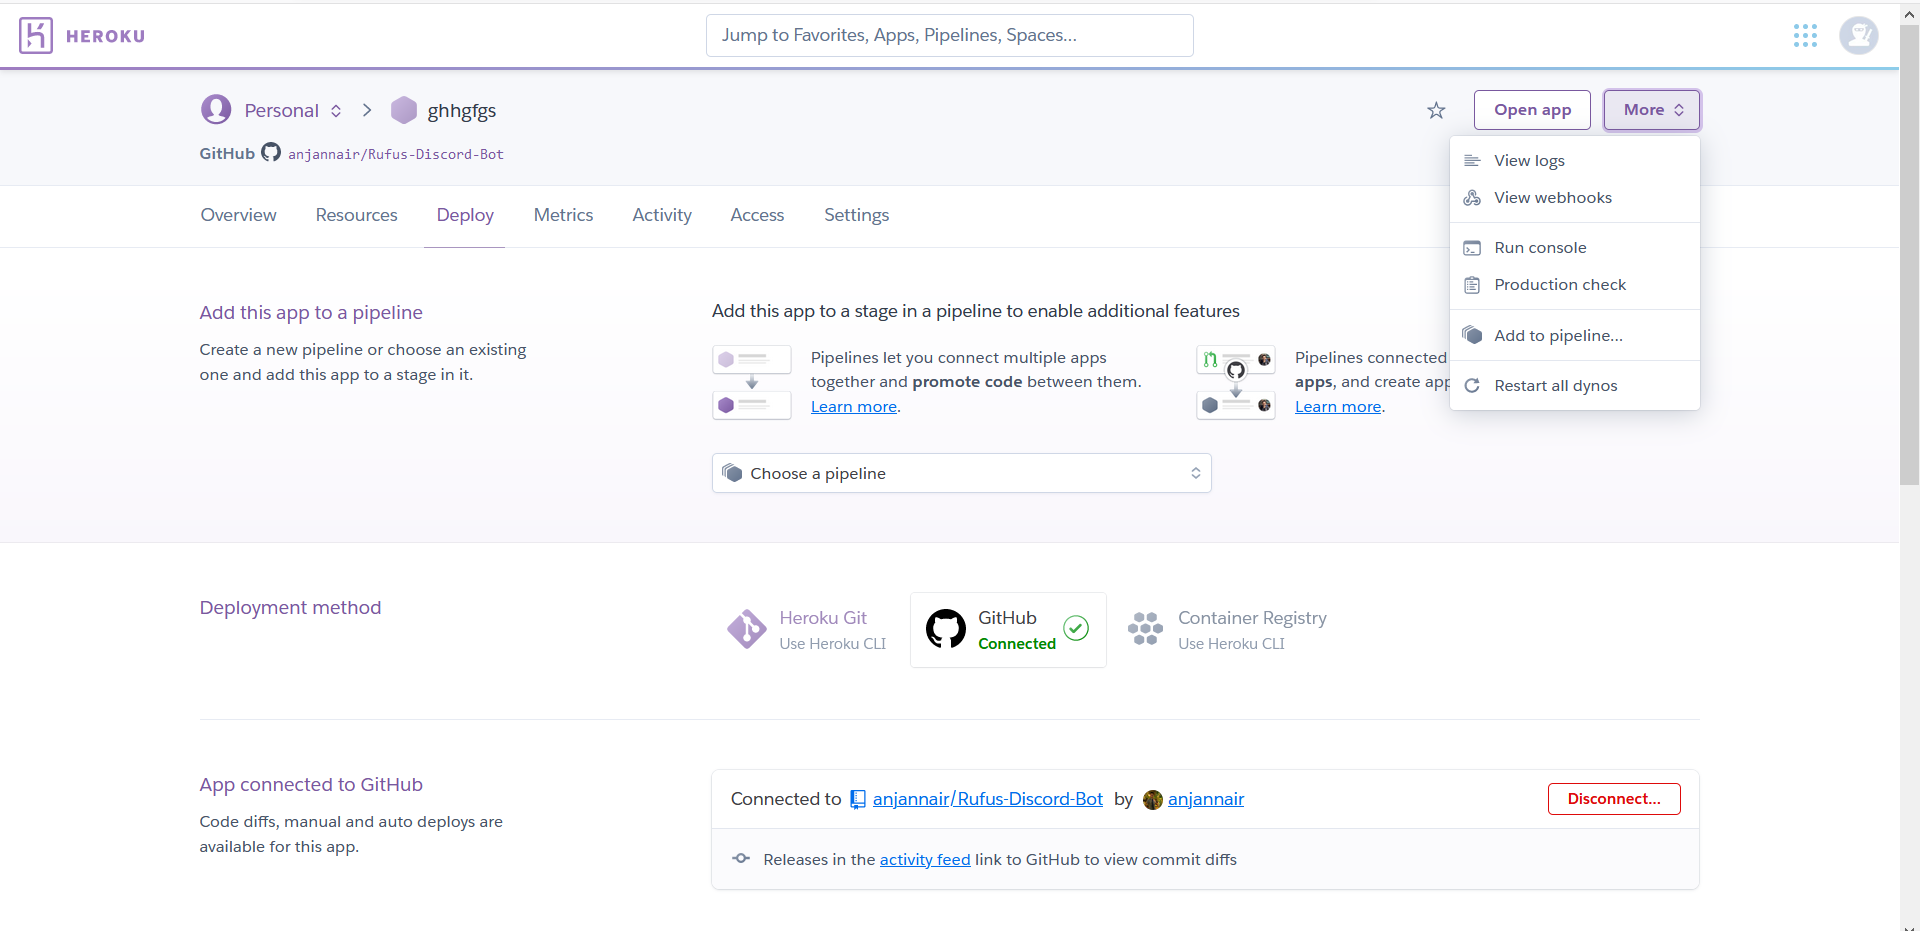 HEROKU
Jump to Favorites, Apps, Pipelines, Spaces...
Personal
ghhgfgs
Open app
More
GitHub anjannair/Rufus-Discord-Bot
View logs
View webhooks
Run console
Production check
Add to pipeline...
Restart all dynos
Overview
Resources
Deploy
Metrics
Activity
Access
Settings
Add this app to a pipeline
Create a new pipeline or choose an existing
one and add this app to a stage in it.
Add this app to a stage in a pipeline to enable additional features
Pipelines let you connect multiple apps
together and promote code between them.
Learn more.
Pipelines connected
apps, and create app
Learn more.
Choose a pipeline
Deployment method
Heroku Git
Use Heroku CLI
GitHub
Connected
Container Registry
Use Heroku CLI
App connected to GitHub
Code diffs, manual and auto deploys are
available for this app.
Connected to anjannair/Rufus-Discord-Bot by anjannair
Disconnect...
Releases in the activity feed link to GitHub to view commit diffs